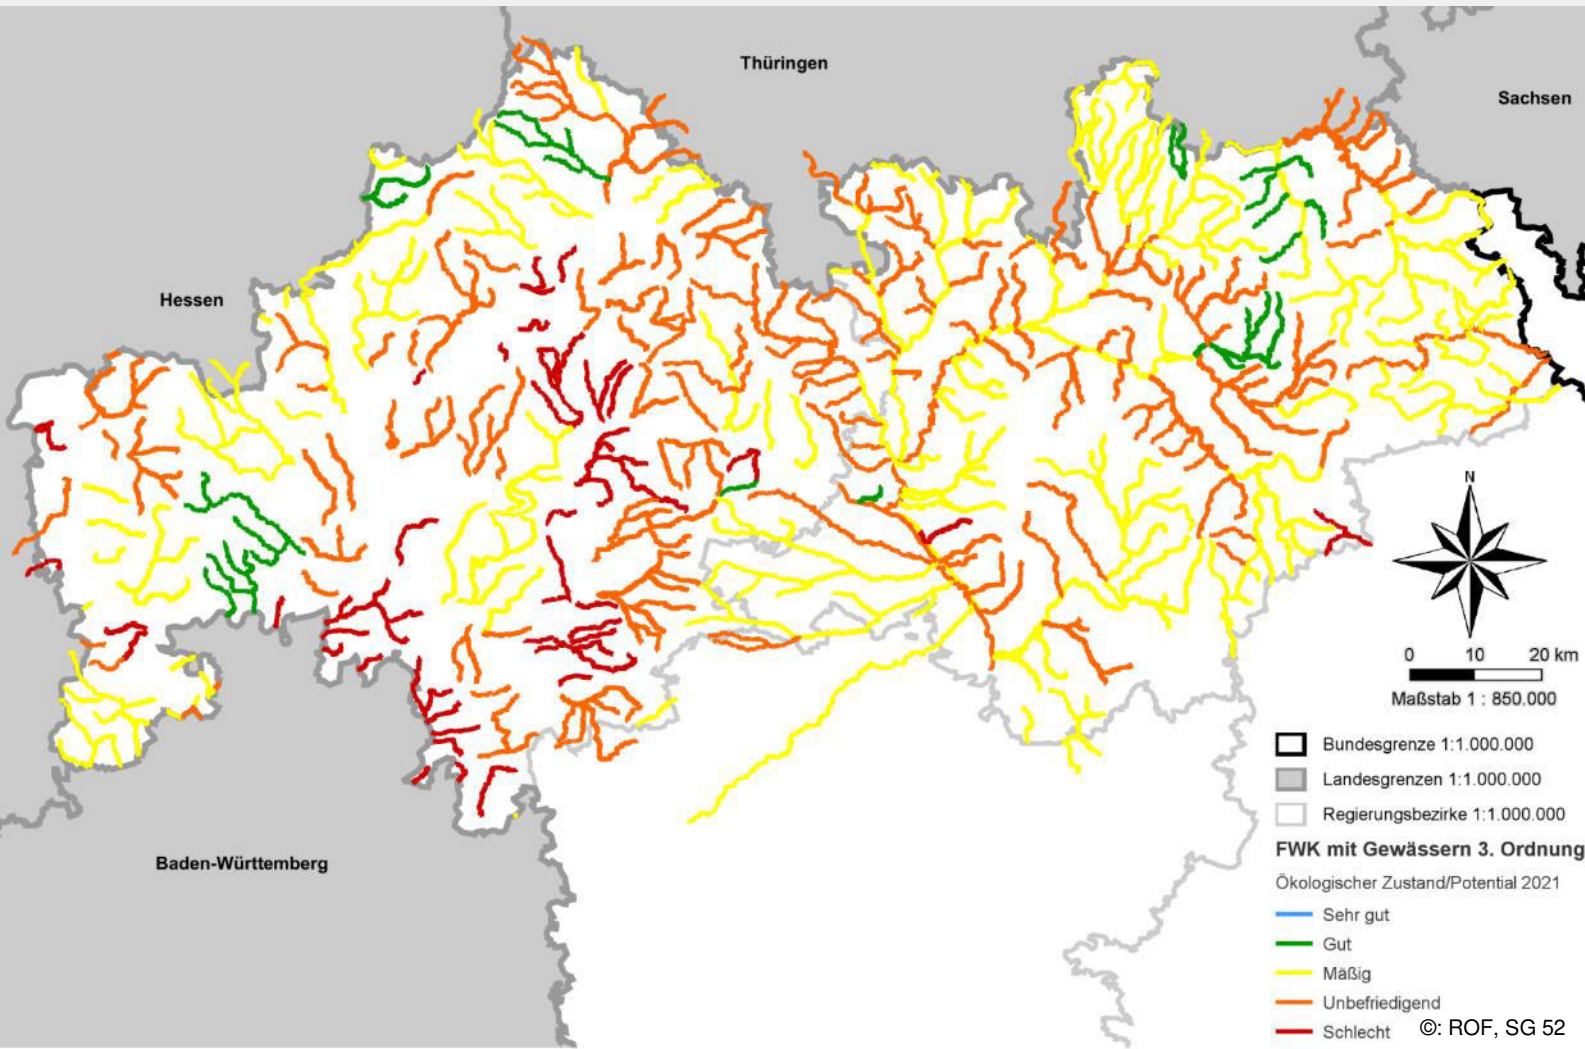 Thüringen
Sachsen
Hessen
Baden-Württemberg
N
0 10 20 km
Maßstab 1 : 850.000
Bundesgrenze 1:1.000.000
Landesgrenzen 1:1.000.000
Regierungsbezirke 1:1.000.000
FWK mit Gewässern 3. Ordnung
Ökologischer Zustand/Potential 2021
Sehr gut
Gut
Mäßig
Unbefriedigend
Schlecht
©: ROF, SG 52